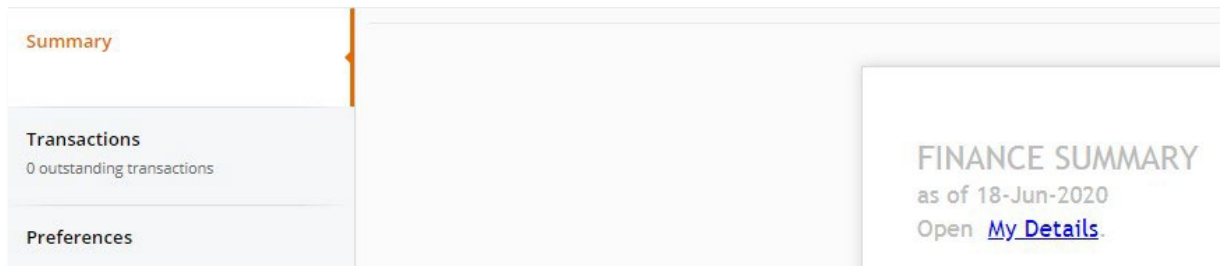 Summary
Transactions
0 outstanding transactions
Preferences
FINANCE SUMMARY
as of 18-Jun-2020
Open My Details.